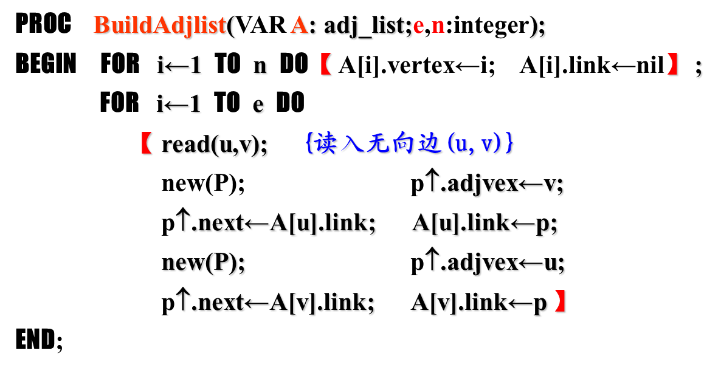 PROC BuildAdjlist(VAR A: adj_list;e,n:integer);
BEGIN FOR i←1 TO n DO【 A[i].vertex←i; A[i].link←nil】;
FOR i←1 TO e DO
【 read(u,v); {读入无向边(u,v)}
new(P); p↑.adjvex←v;
p↑.next←A[u].link; A[u].link←p;
new(P); p↑.adjvex←u;
p↑.next←A[v].link; A[v].link←p 】
END;